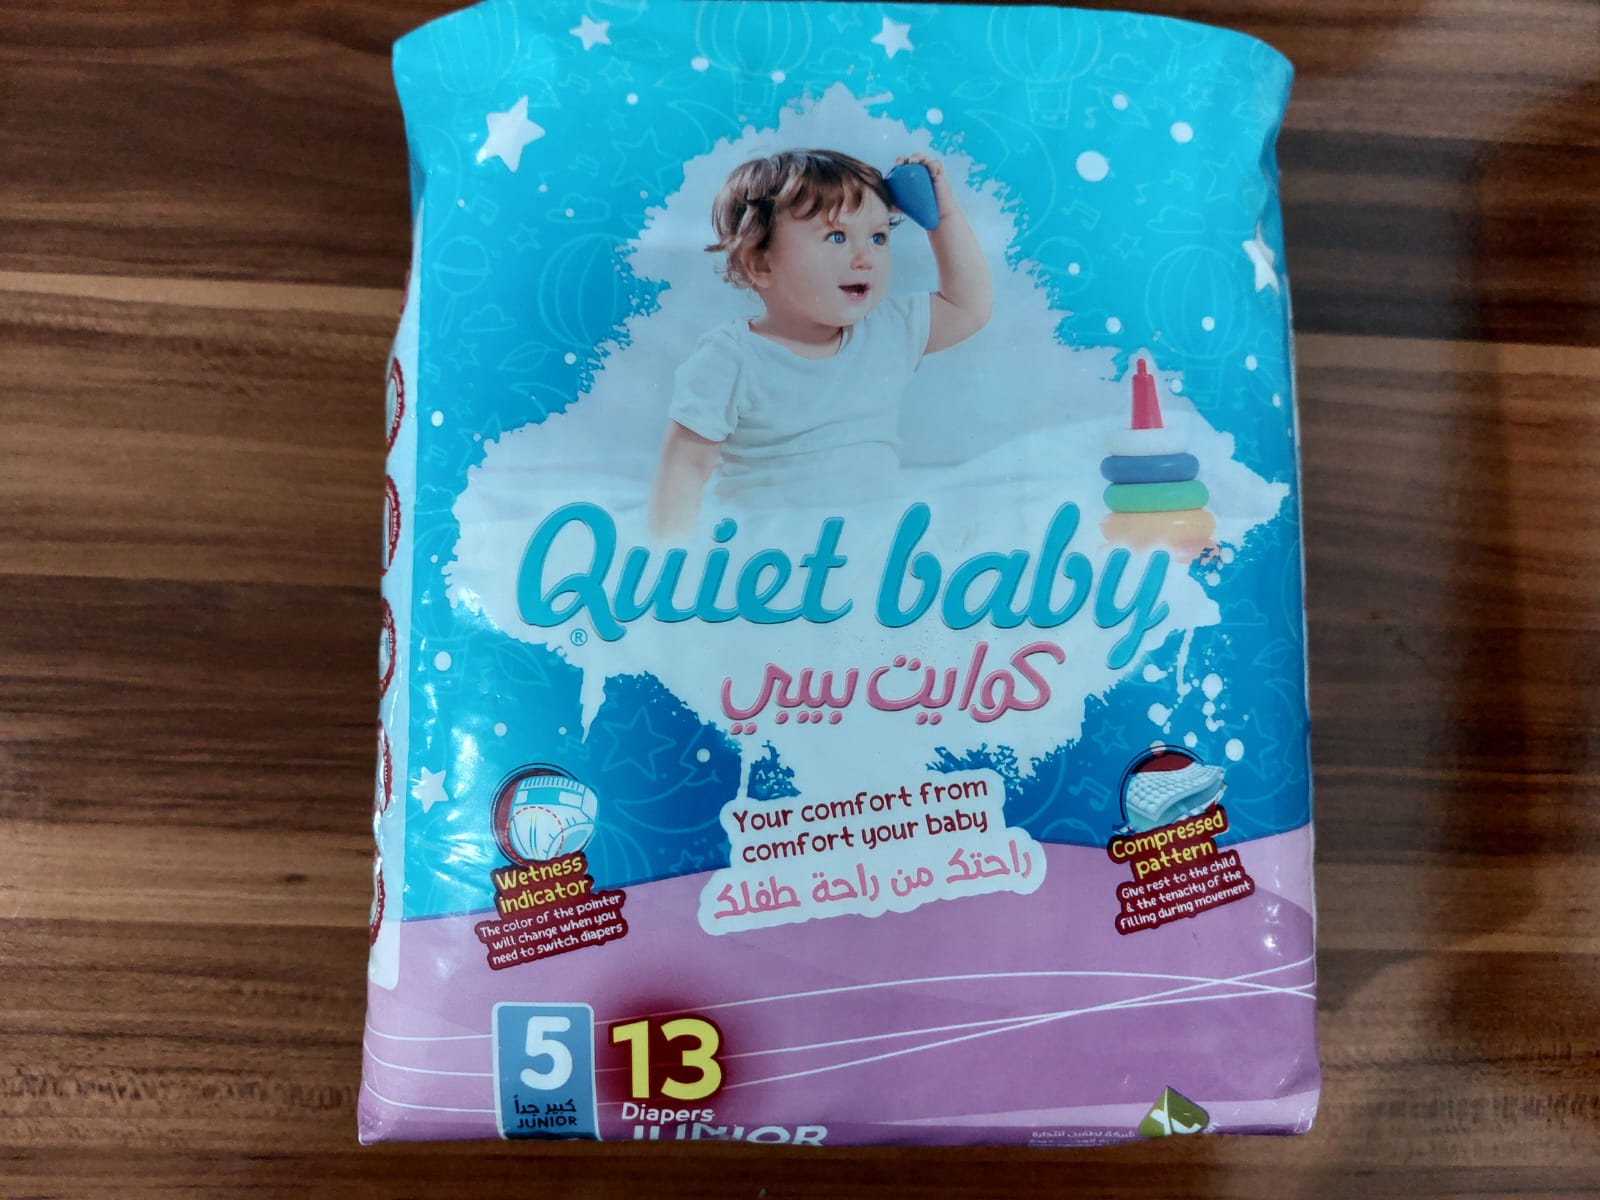 Quiet baby
®
كوايت بيبي
Your comfort from
comfort your baby
راحتك من راحة طفلك
Wetness
indicator
The color of the pointer
will change when you
need to switch diapers
Compressed
pattern
Give rest to the child
& the tenacity of the
filling during movement
5
كبير جداً
JUNIOR
13
Diapers
JUNIOR